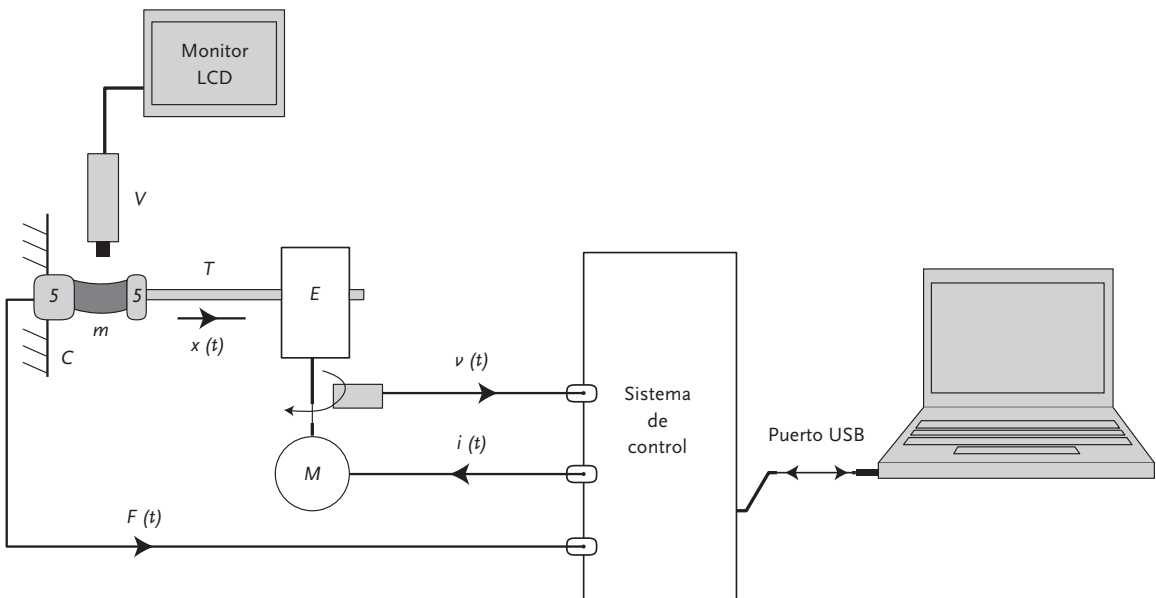 Monitor
LCD
V
T
E
5
5
m
x (t)
C
ν (t)
Sistema
de
control
Puerto USB
i (t)
M
F (t)